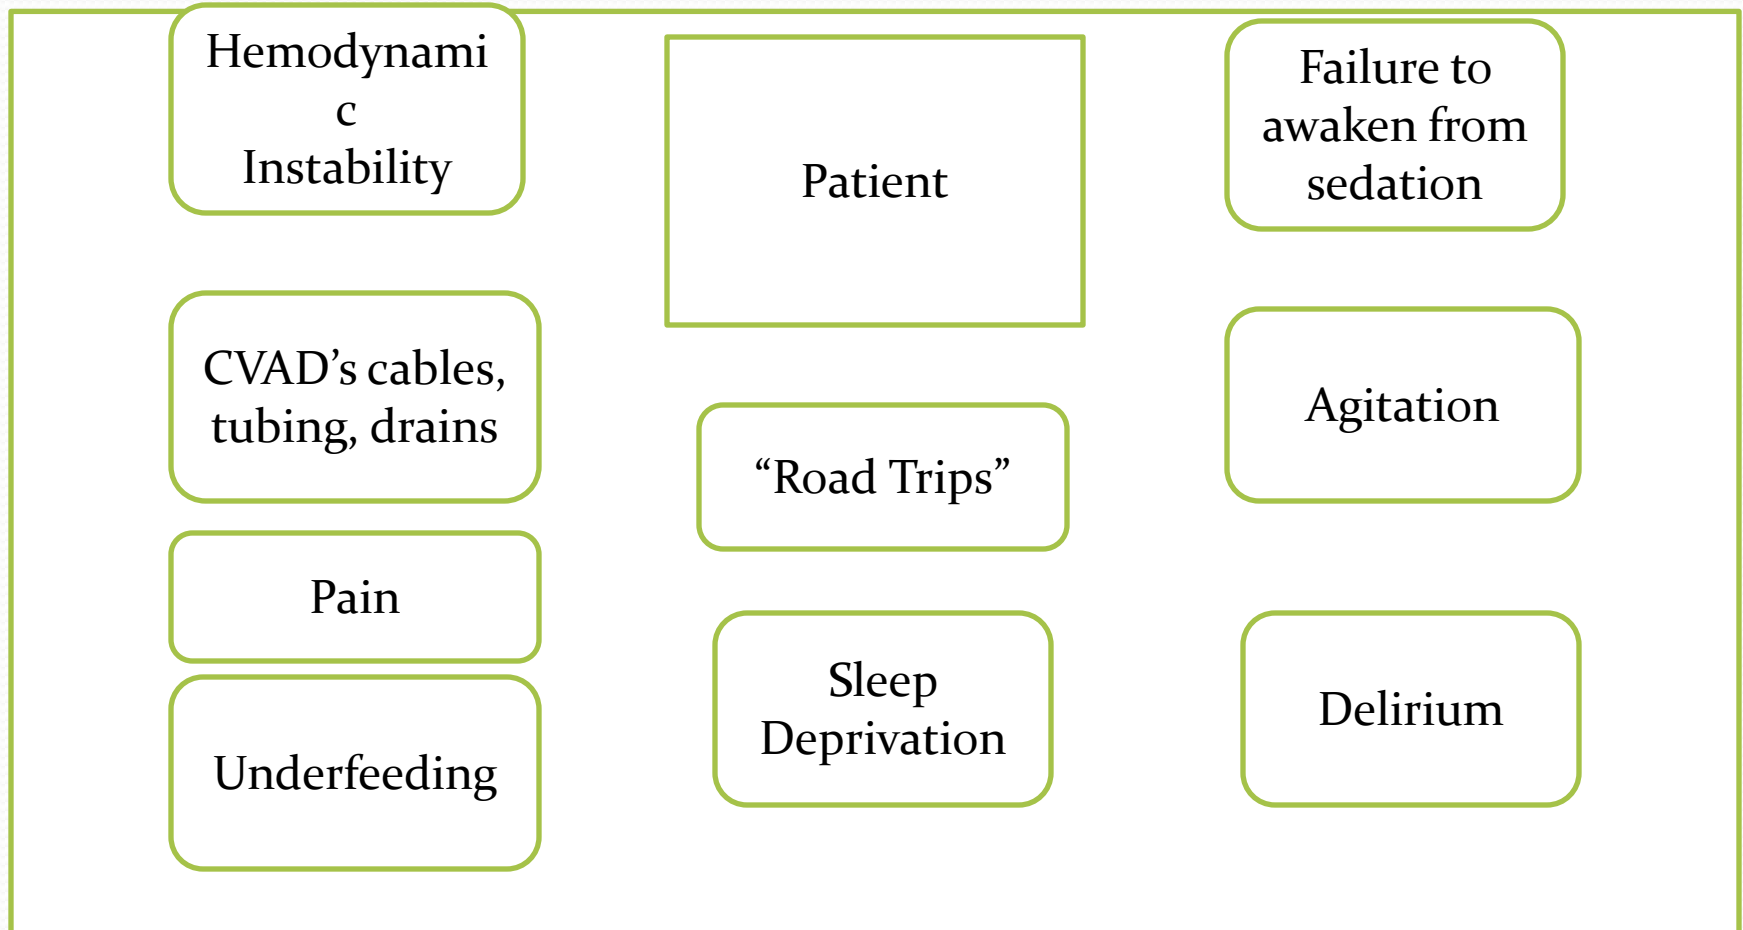 Hemodynami
c
Instability
Patient
Failure to
awaken from
sedation
CVAD’s cables,
tubing, drains
“Road Trips”
Agitation
Pain
Underfeeding
Sleep
Deprivation
Delirium